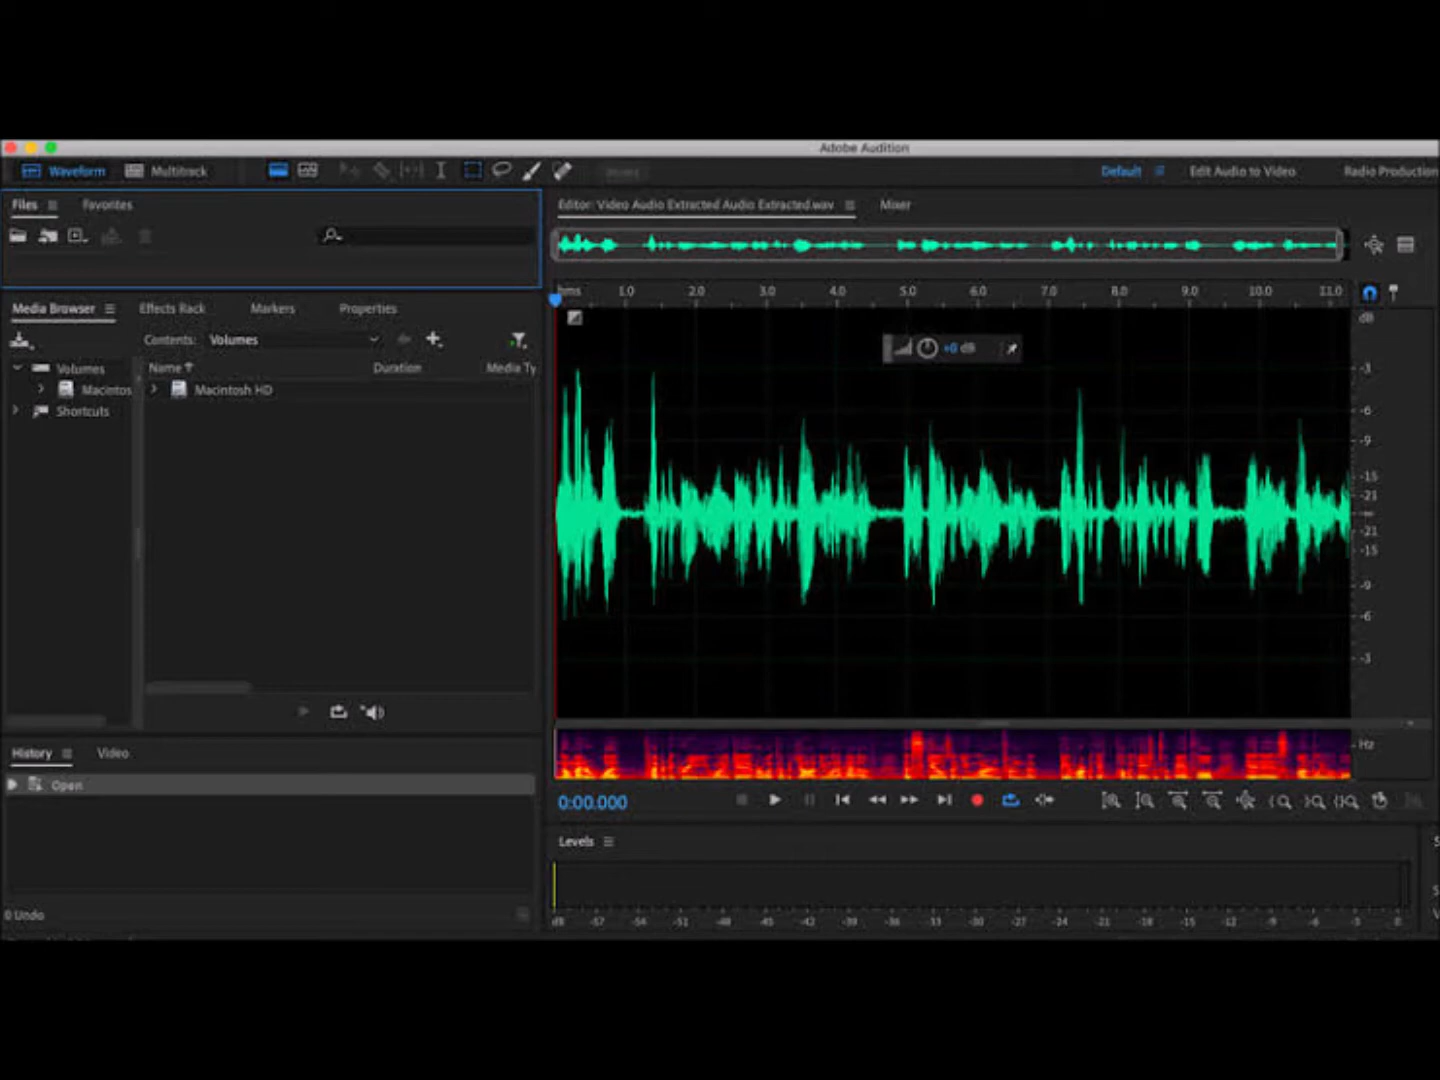 Adobe Audition
Waveform Multitrack Default Edit Audio to Video Radio Production
Files Favorites
Editor: Video Audio Extracted Audio Extracted.wav Mixer
hms 1.0 2.0 3.0 4.0 5.0 6.0 7.0 8.0 9.0 10.0 11.0
Media Browser Effects Rack Markers Properties
Contents: Volumes
Volumes
Macintos
Shortcuts
Name Duration Media Ty
Macintosh HD
+0 dB
dB
-3
-6
-9
-15
-21
-21
-15
-9
-6
-3
Hz
History Video
Open
0 Undo
0:00.000
Levels
dB -57 -54 -51 -48 -45 -42 -39 -36 -33 -30 -27 -24 -21 -18 -15 -12 -9 -6 -3 0